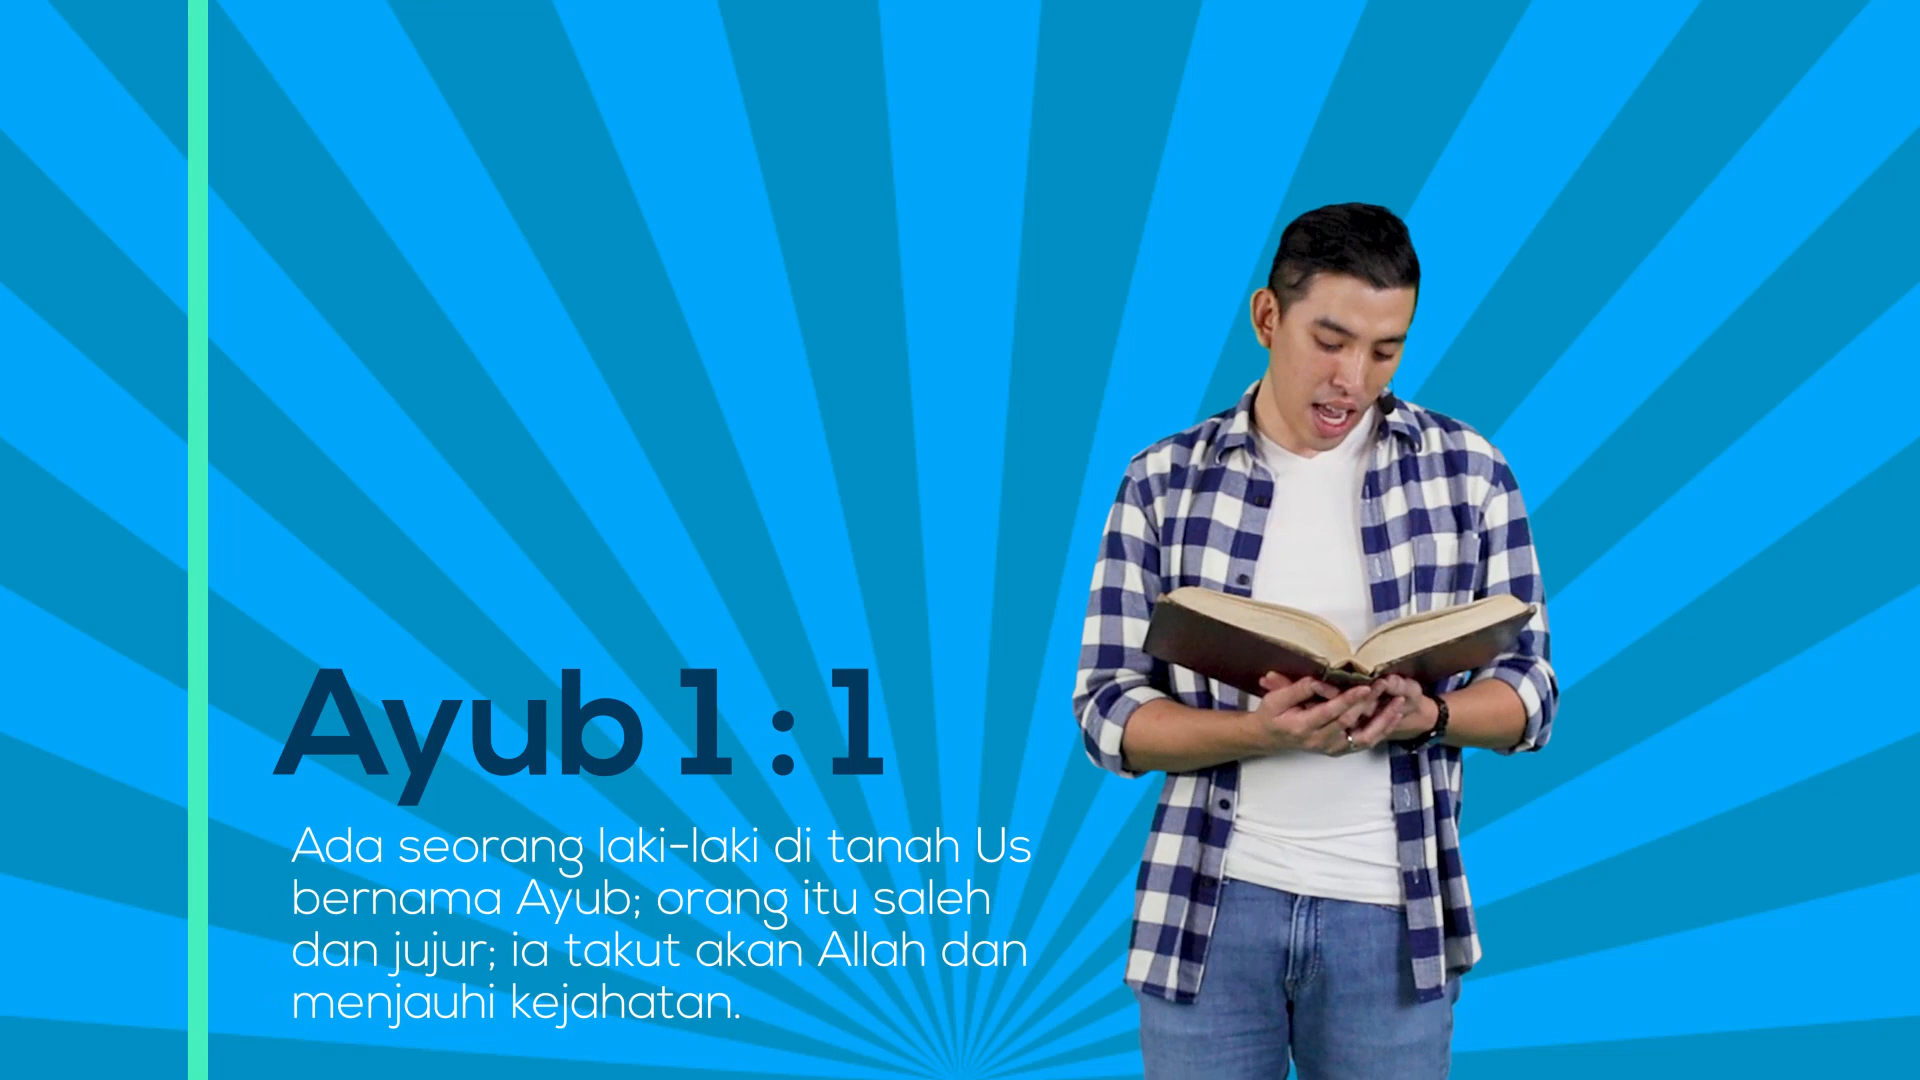 Ayub 1 : 1
Ada seorang laki-laki di tanah Us
bernama Ayub; orang itu saleh
dan jujur; ia takut akan Allah dan
menjauhi kejahatan.